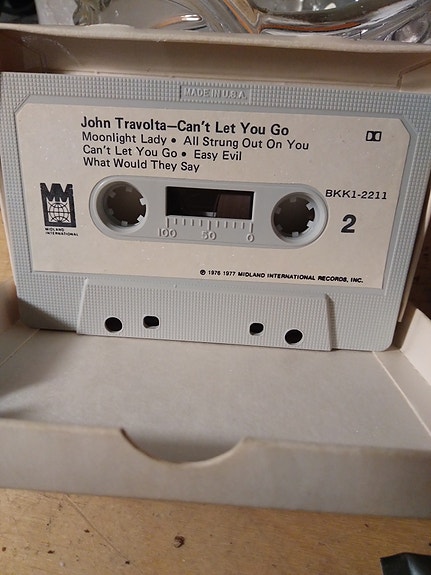 MADE IN U.S.A.
John Travolta—Can't Let You Go
Moonlight Lady • All Strung Out On You
Can't Let You Go • Easy Evil
What Would They Say
BKK1-2211
2
MIDLAND
INTERNATIONAL
100 50 0
℗ 1976 1977 MIDLAND INTERNATIONAL RECORDS, INC.